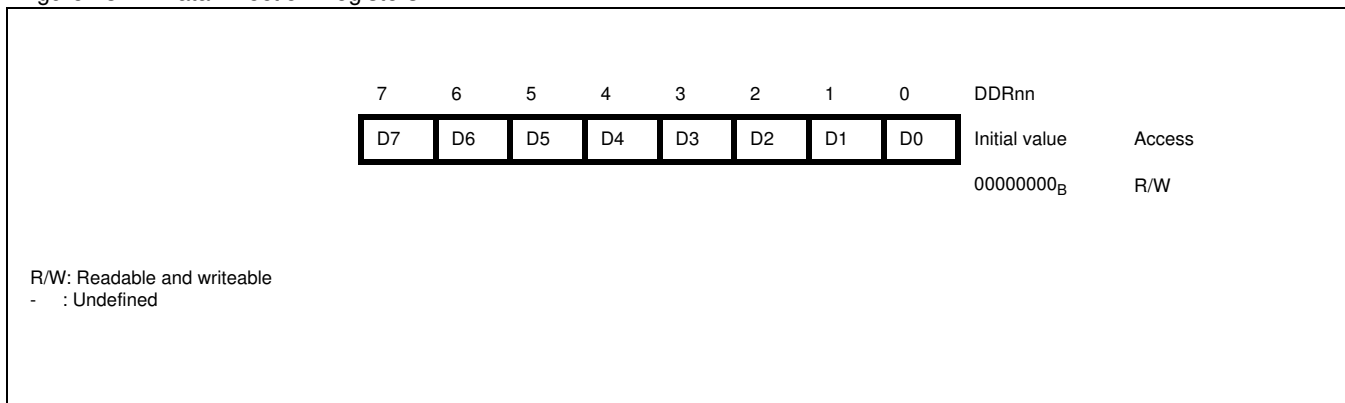 7 6 5 4 3 2 1 0 DDRnn
D7 D6 D5 D4 D3 D2 D1 D0 Initial value Access
00000000B R/W
R/W: Readable and writeable
- : Undefined